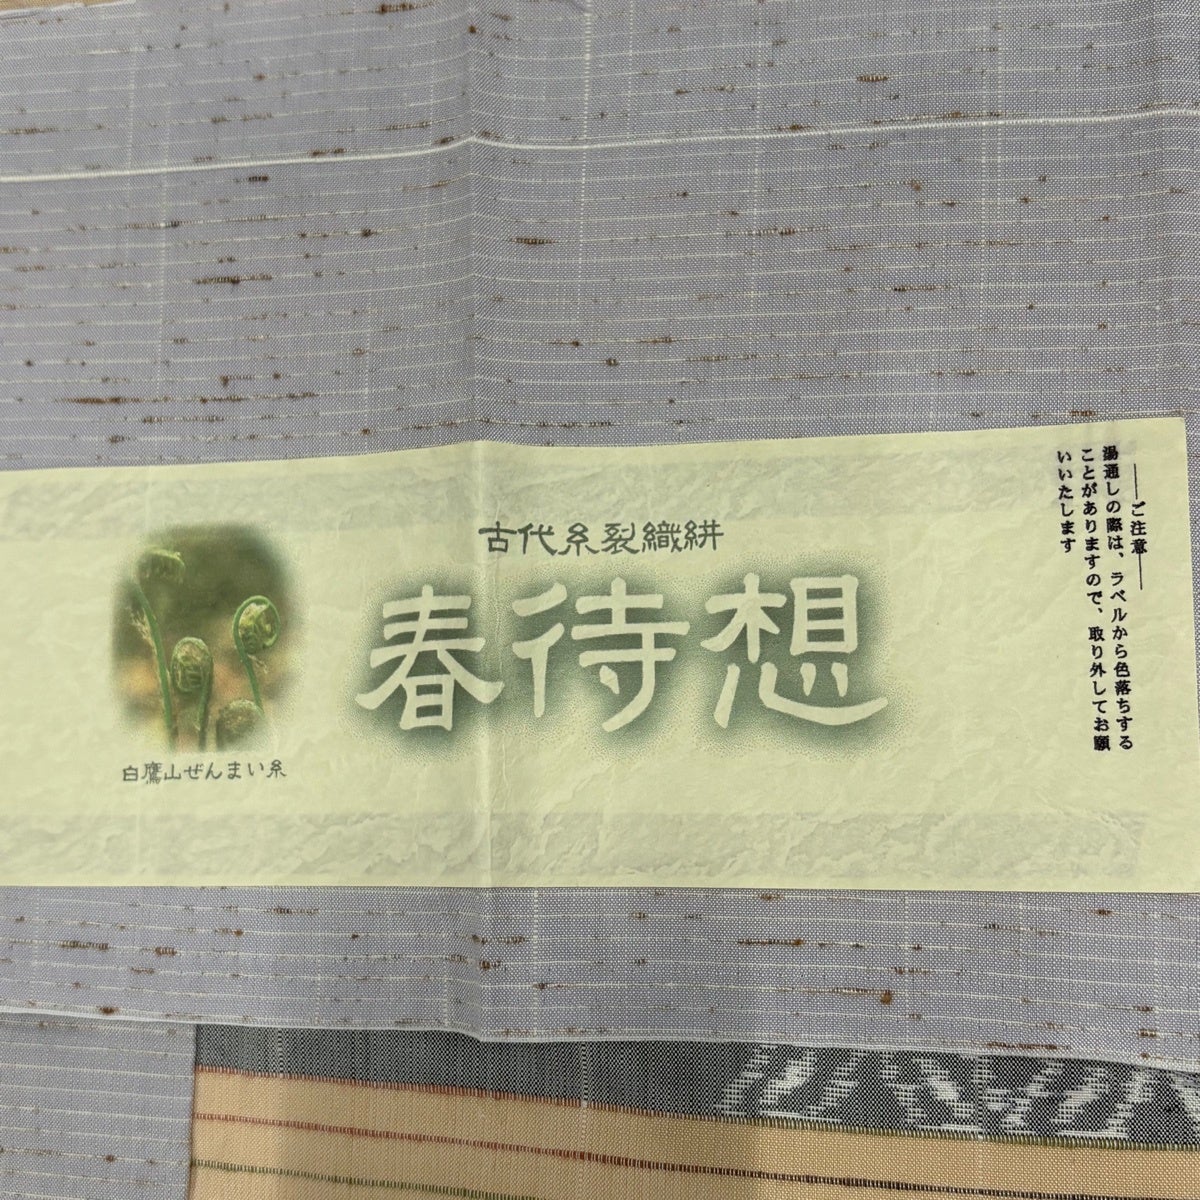 古代糸裂織絣
春待想
白鷹山ぜんまい糸
ご注意
湯通しの際は、ラベルから色落ちする
ことがありますので、取り外してお願
いいたします